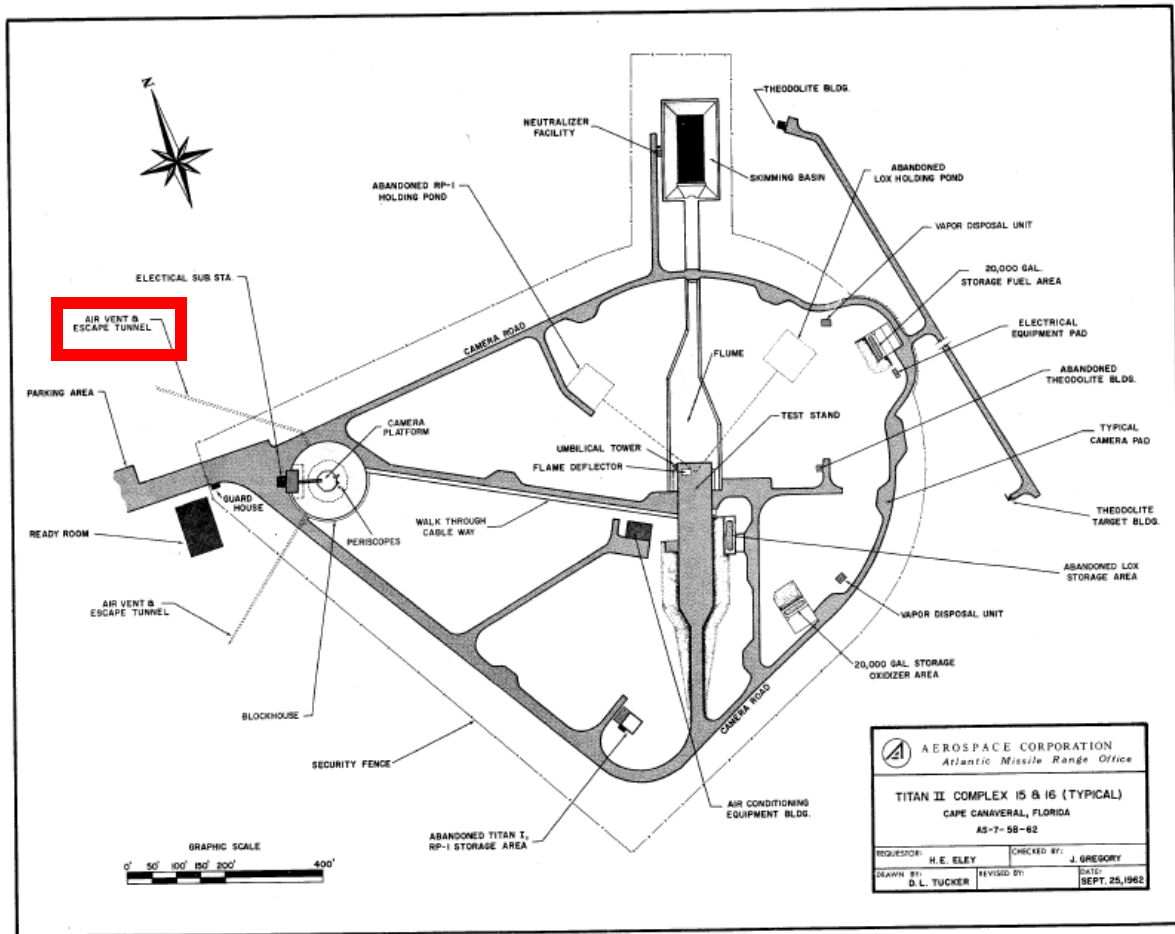 N
THEODOLITE BLDG.
NEUTRALIZER
FACILITY
SKIMMING BASIN
ABANDONED
LOX HOLDING POND
ABANDONED RP-1
HOLDING POND
VAPOR DISPOSAL UNIT
ELECTICAL SUB STA.
20,000 GAL.
STORAGE FUEL AREA
AIR VENT &
ESCAPE TUNNEL
ELECTRICAL
EQUIPMENT PAD
CAMERA ROAD
FLUME
ABANDONED
THEODOLITE BLDG.
PARKING AREA
CAMERA
PLATFORM
TEST STAND
UMBILICAL TOWER
FLAME DEFLECTOR
TYPICAL
CAMERA PAD
GUARD
HOUSE
WALK THROUGH
CABLE WAY
THEODOLITE
TARGET BLDG.
READY ROOM
PERISCOPES
ABANDONED LOX
STORAGE AREA
AIR VENT &
ESCAPE TUNNEL
VAPOR DISPOSAL UNIT
20,000 GAL. STORAGE
OXIDIZER AREA
BLOCKHOUSE
CAMERA ROAD
SECURITY FENCE
AIR CONDITIONING
EQUIPMENT BLDG.
ABANDONED TITAN I,
RP-1 STORAGE AREA
GRAPHIC SCALE
0' 50' 100' 150' 200' 400'
AEROSPACE CORPORATION
Atlantic Missile Range Office
TITAN II COMPLEX 15 & 16 (TYPICAL)
CAPE CANAVERAL, FLORIDA
AS-7-58-62
REQUESTOR: H.E. ELEY
CHECKED BY: J. GREGORY
DRAWN BY: D.L. TUCKER
REVISED BY:
DATE: SEPT. 25,1962